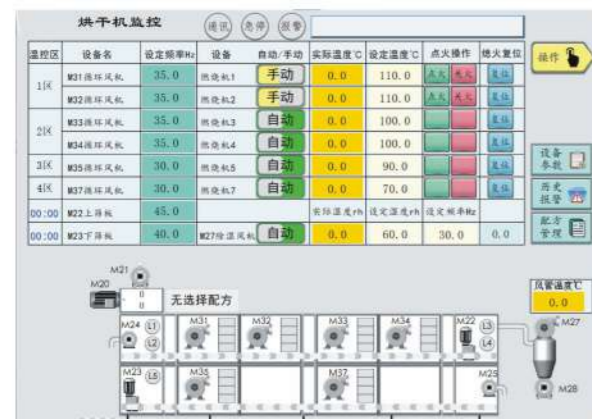 烘干机监控 通讯 急停 报警
温控区 设备名 设定频率Hz 设备 自动/手动 实际温度℃ 设定温度℃ 点火操作 熄火复位
操作
1区 M31循环风机 35.0 燃烧机1 手动 0.0 110.0 点火 关火 复位
M32循环风机 35.0 燃烧机2 手动 0.0 110.0 点火 关火 复位
2区 M33循环风机 35.0 燃烧机3 自动 0.0 100.0 复位
M34循环风机 35.0 燃烧机4 自动 0.0 100.0 复位
3区 M35循环风机 30.0 燃烧机5 自动 0.0 90.0 复位
4区 M37循环风机 30.0 燃烧机7 自动 0.0 70.0 复位
00:00 M22上筛板 45.0 实际湿度rh 设定湿度rh 设定频率Hz
00:00 M23下筛板 40.0 M27除湿风机 自动 0.0 60.0 30.0 0.0
设备
参数
历史
报警
配方
管理
M21
M20 0
0
无选择配方
风管温度℃
0.0
M24 L1 M31 M32 M33 M34 M22 L3 M27
L2 L4
M23 L5 M35 M37 M25
M28